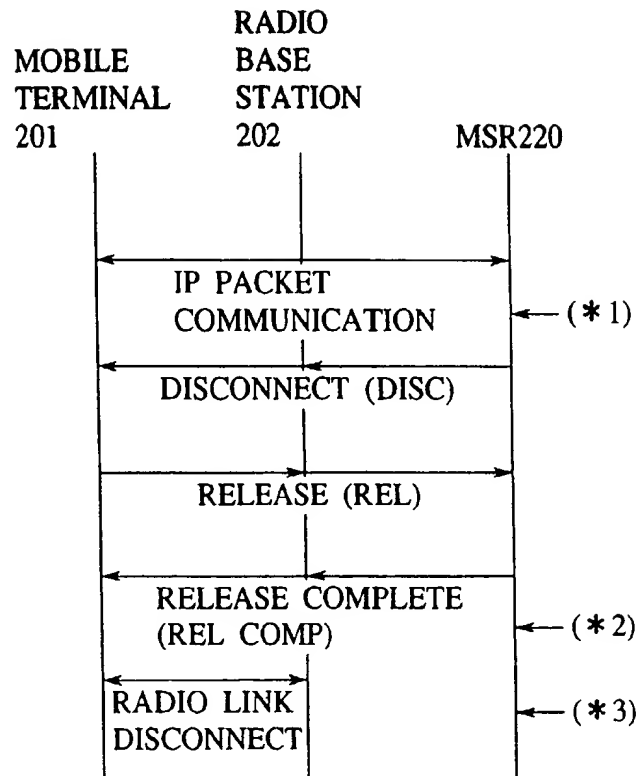 MOBILE
TERMINAL
201
RADIO
BASE
STATION
202
MSR220
IP PACKET
COMMUNICATION
(*1)
DISCONNECT (DISC)
RELEASE (REL)
RELEASE COMPLETE
(REL COMP)
(*2)
RADIO LINK
DISCONNECT
(*3)